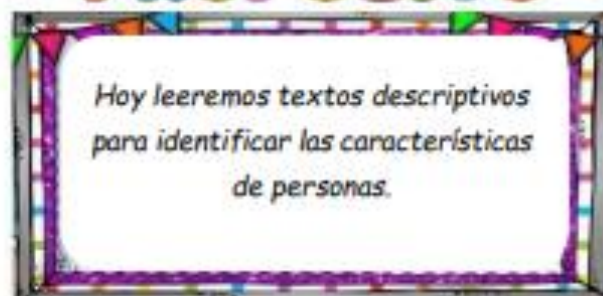 Hoy leeremos textos descriptivos
para identificar las características
de personas.